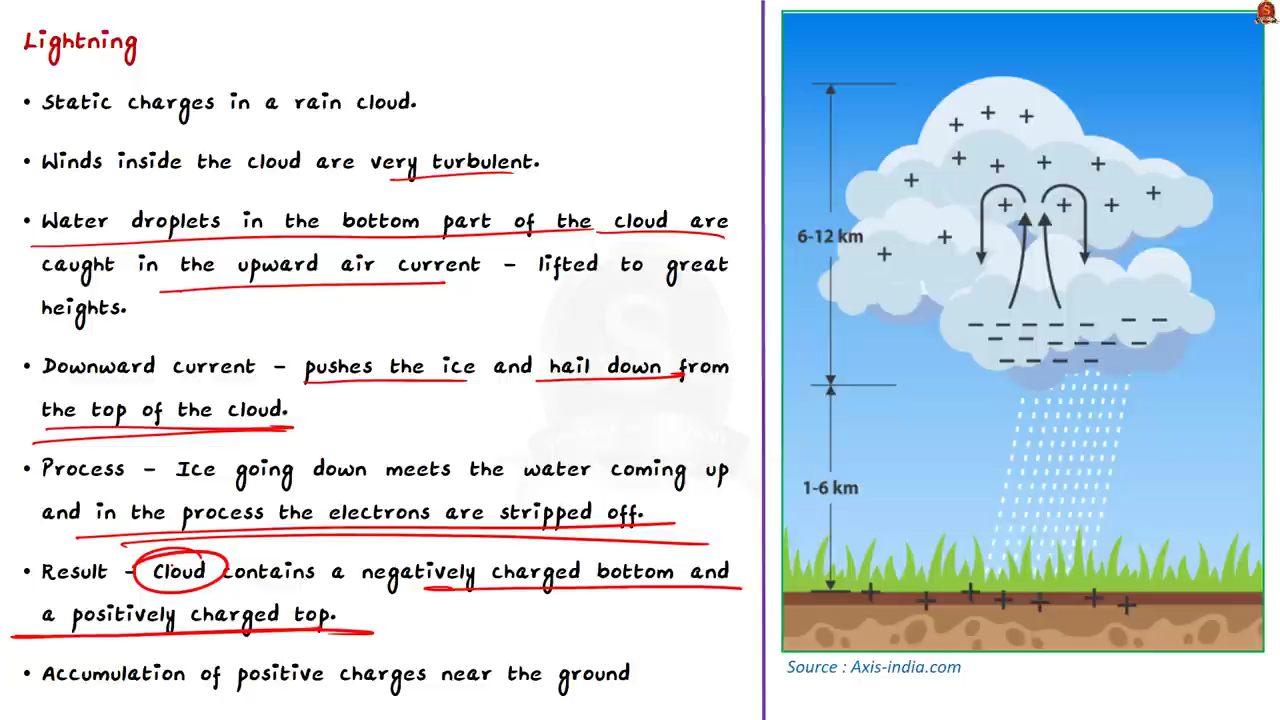 Lightning
• Static charges in a rain cloud.
• Winds inside the cloud are very turbulent.
• Water droplets in the bottom part of the cloud are
caught in the upward air current – lifted to great
heights.
• Downward current – pushes the ice and hail down from
the top of the cloud.
• Process – Ice going down meets the water coming up
and in the process the electrons are stripped off.
• Result – Cloud contains a negatively charged bottom and
a positively charged top.
• Accumulation of positive charges near the ground
6-12 km
1-6 km
Source : Axis-india.com